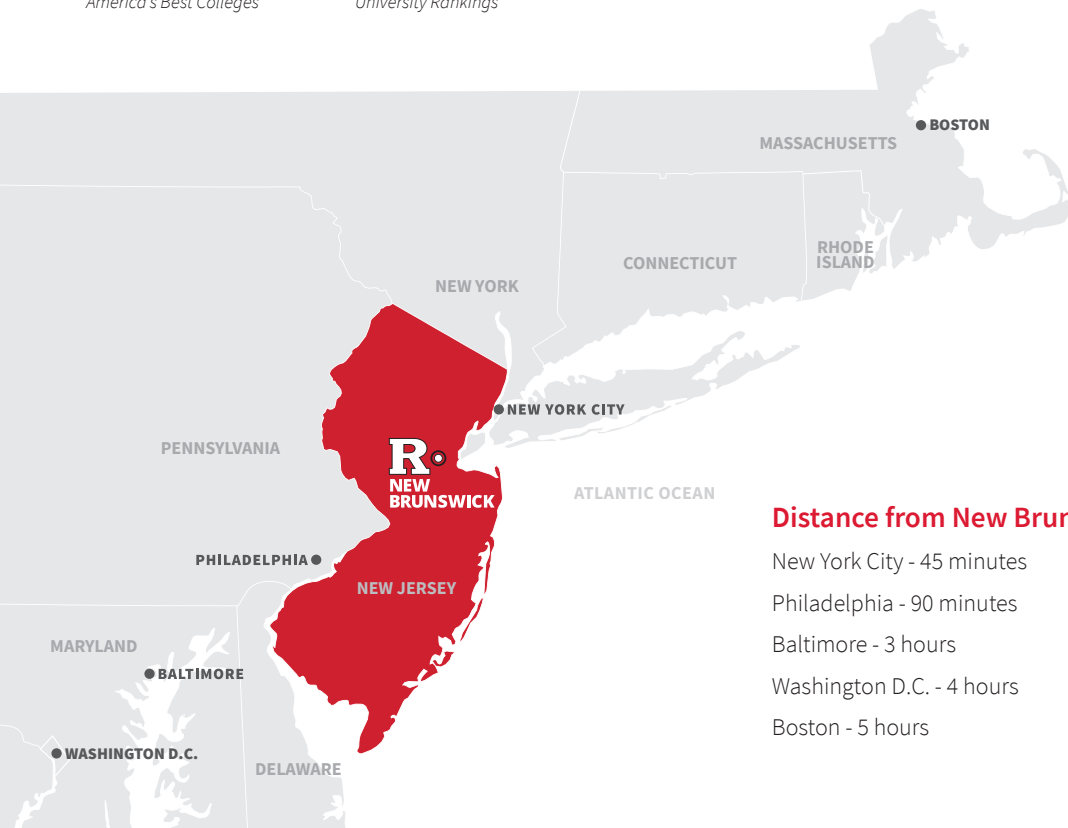 America's Best Colleges
University Rankings
BOSTON
MASSACHUSETTS
RHODE
ISLAND
CONNECTICUT
NEW YORK
NEW YORK CITY
PENNSYLVANIA
R
NEW
BRUNSWICK
ATLANTIC OCEAN
PHILADELPHIA
NEW JERSEY
MARYLAND
BALTIMORE
WASHINGTON D.C.
DELAWARE
Distance from New Brun
New York City - 45 minutes
Philadelphia - 90 minutes
Baltimore - 3 hours
Washington D.C. - 4 hours
Boston - 5 hours